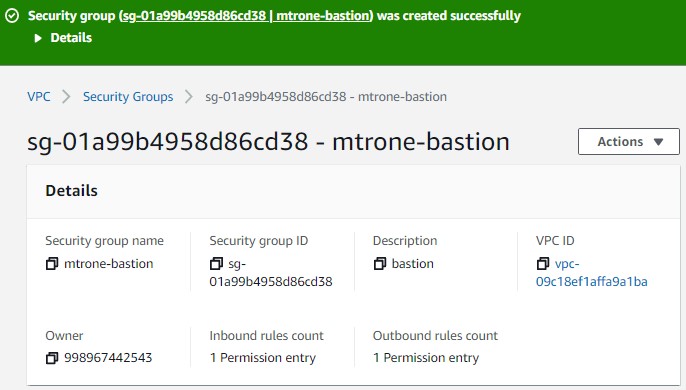 Security group (sg-01a99b4958d86cd38 | mtrone-bastion) was created successfully
Details
VPC > Security Groups > sg-01a99b4958d86cd38 - mtrone-bastion
sg-01a99b4958d86cd38 - mtrone-bastion
Actions
Details
Security group name
mtrone-bastion
Security group ID
sg-
01a99b4958d86cd38
Description
bastion
VPC ID
vpc-
09c18ef1affa9a1ba
Owner
998967442543
Inbound rules count
1 Permission entry
Outbound rules count
1 Permission entry